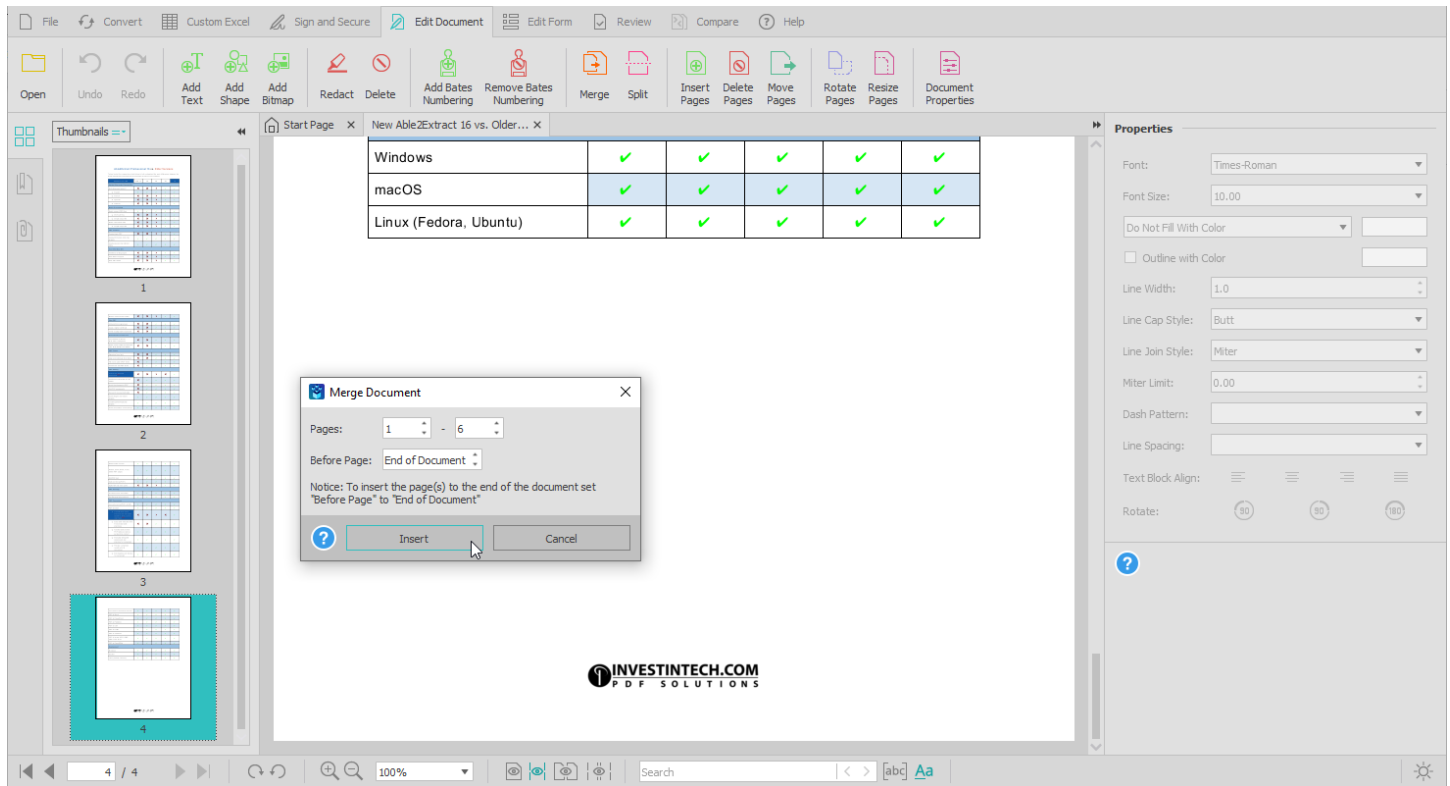 File Convert Custom Excel Sign and Secure Edit Document Edit Form Review Compare Help
Open Undo Redo Add Text Add Shape Add Bitmap Redact Delete Add Bates Numbering Remove Bates Numbering Merge Split Insert Pages Delete Pages Move Pages Rotate Pages Resize Pages Document Properties
Thumbnails
Start Page X New Able2Extract 16 vs. Older... X
1
2
3
4
Windows
macOS
Linux (Fedora, Ubuntu)
Merge Document
Pages: 1 - 6
Before Page: End of Document
Notice: To insert the page(s) to the end of the document set
"Before Page" to "End of Document"
? Insert Cancel
INVESTINTECH.COM
PDF SOLUTIONS
Properties
Font: Times-Roman
Font Size: 10.00
Do Not Fill With Color
Outline with Color
Line Width: 1.0
Line Cap Style: Butt
Line Join Style: Miter
Miter Limit: 0.00
Dash Pattern:
Line Spacing:
Text Block Align:
Rotate: 90 90 180
?
4 / 4 100% Search [abc] Aa